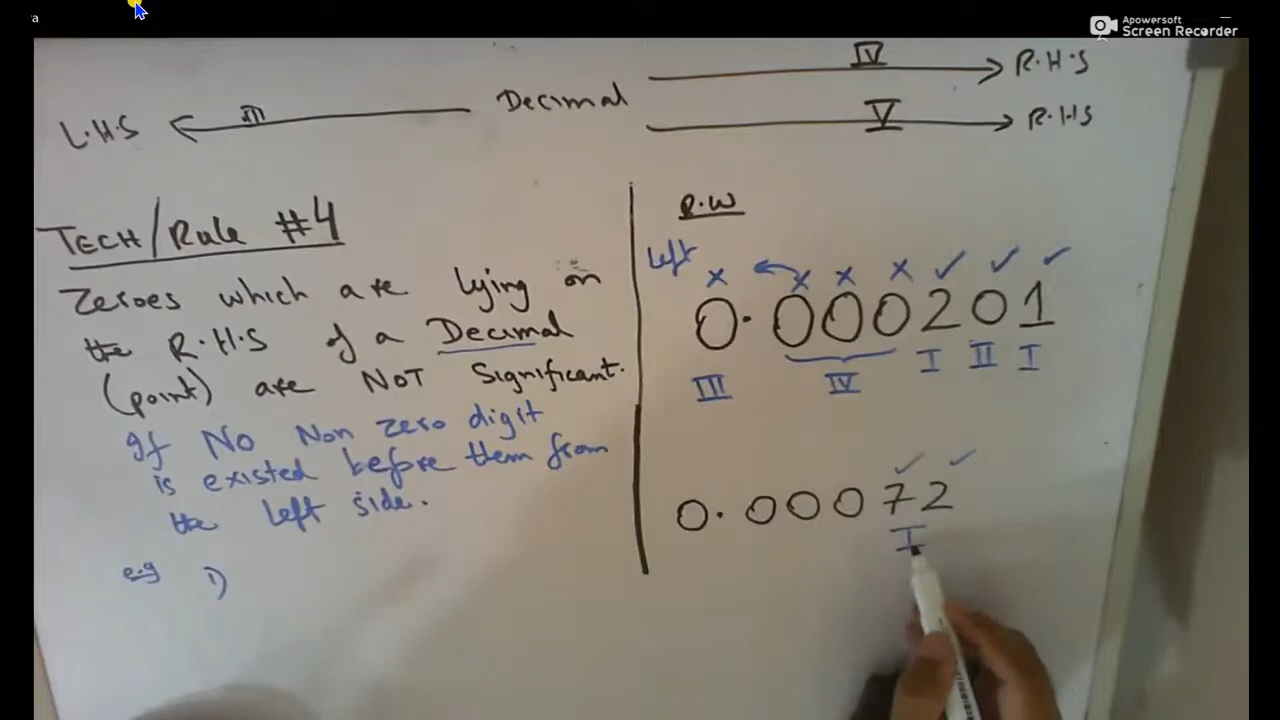 a
Apowersoft
Screen Recorder
L.H.S III Decimal IV R.H.S
V R.H.S
TECH/Rule #4
Zeroes which are lying on
the R.H.S of a Decimal
(point) are NOT Significant.
If No Non zero digit
is existed before them from
the left side.
e.g 1)
R.W
Left x x x x ✓ ✓ ✓
0.000201
III IV I II I
✓ ✓
0.00072
I